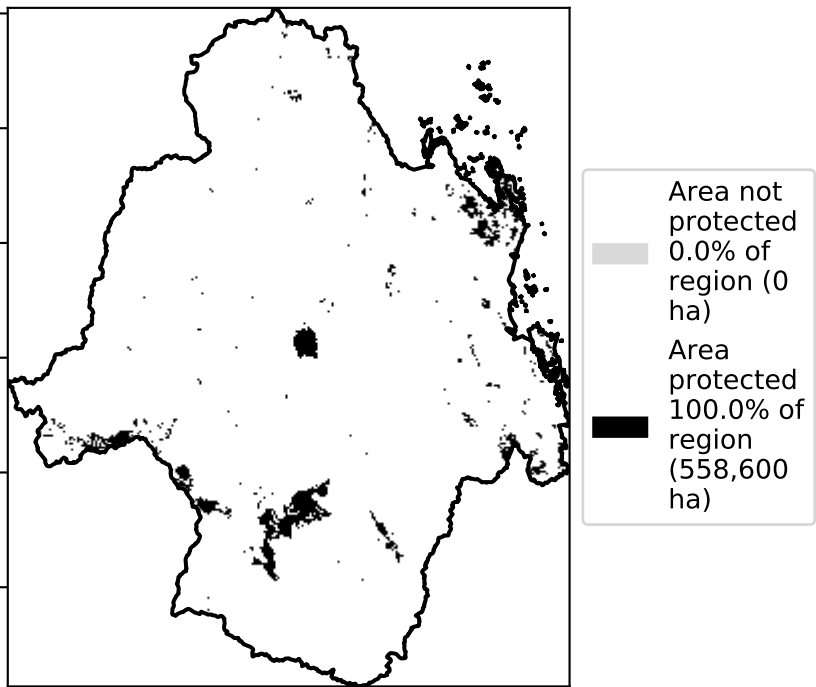 Area not
protected
0.0% of
region (0
ha)
Area
protected
100.0% of
region
(558,600
ha)